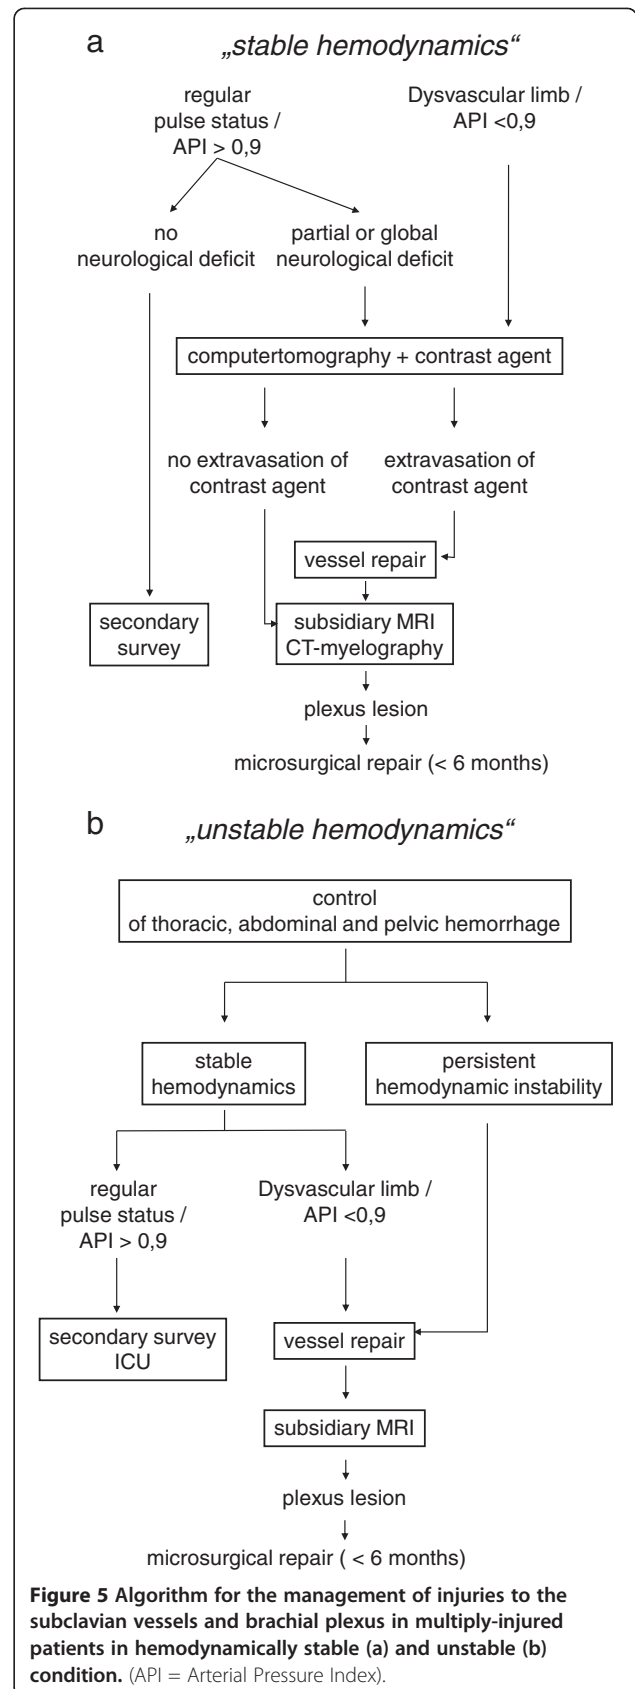 a
„stable hemodynamics“
regular
pulse status /
API > 0,9
Dysvascular limb /
API <0,9
no
neurological deficit
partial or global
neurological deficit
computertomography + contrast agent
no extravasation of
contrast agent
extravasation of
contrast agent
vessel repair
secondary
survey
subsidiary MRI
CT-myelography
plexus lesion
microsurgical repair (< 6 months)
b
„unstable hemodynamics“
control
of thoracic, abdominal and pelvic hemorrhage
stable
hemodynamics
persistent
hemodynamic instability
regular
pulse status /
API > 0,9
Dysvascular limb /
API <0,9
secondary survey
ICU
vessel repair
subsidiary MRI
plexus lesion
microsurgical repair ( < 6 months)
Figure 5 Algorithm for the management of injuries to the
subclavian vessels and brachial plexus in multiply-injured
patients in hemodynamically stable (a) and unstable (b)
condition. (API = Arterial Pressure Index).